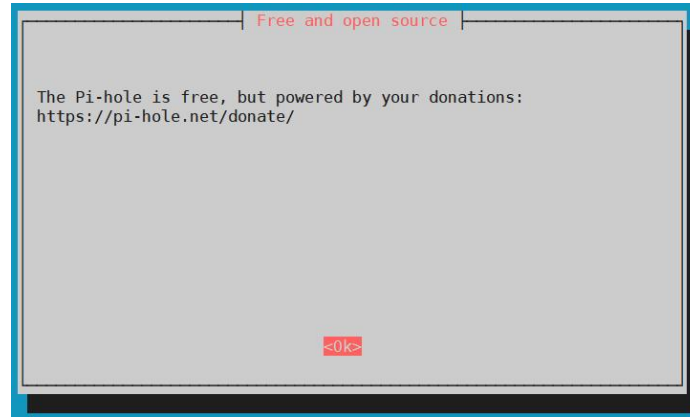 Free and open source
The Pi-hole is free, but powered by your donations:
https://pi-hole.net/donate/
<Ok>